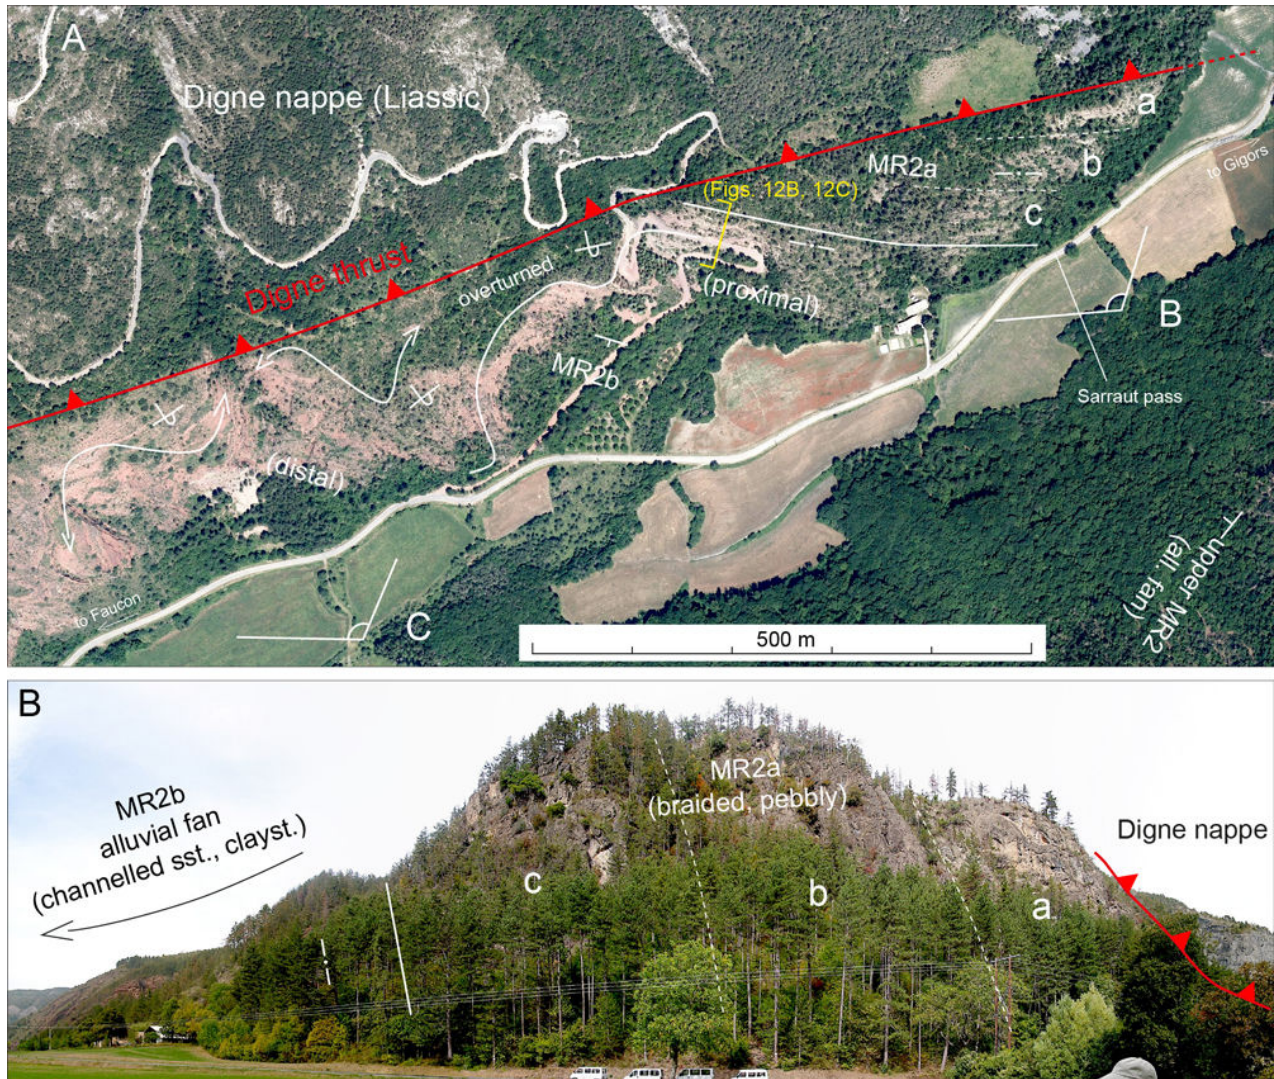 A
Digne nappe (Liassic)
a
MR2a
b
to Gigors
(Figs. 12B, 12C)
c
Digne thrust
overturned
(proximal)
B
MR2b
Sarraut pass
(distal)
upper MR2
(all. fan)
to Faucon
C
500 m
B
MR2b
alluvial fan
(channelled sst., clayst.)
MR2a
(braided, pebbly)
Digne nappe
c
b
a